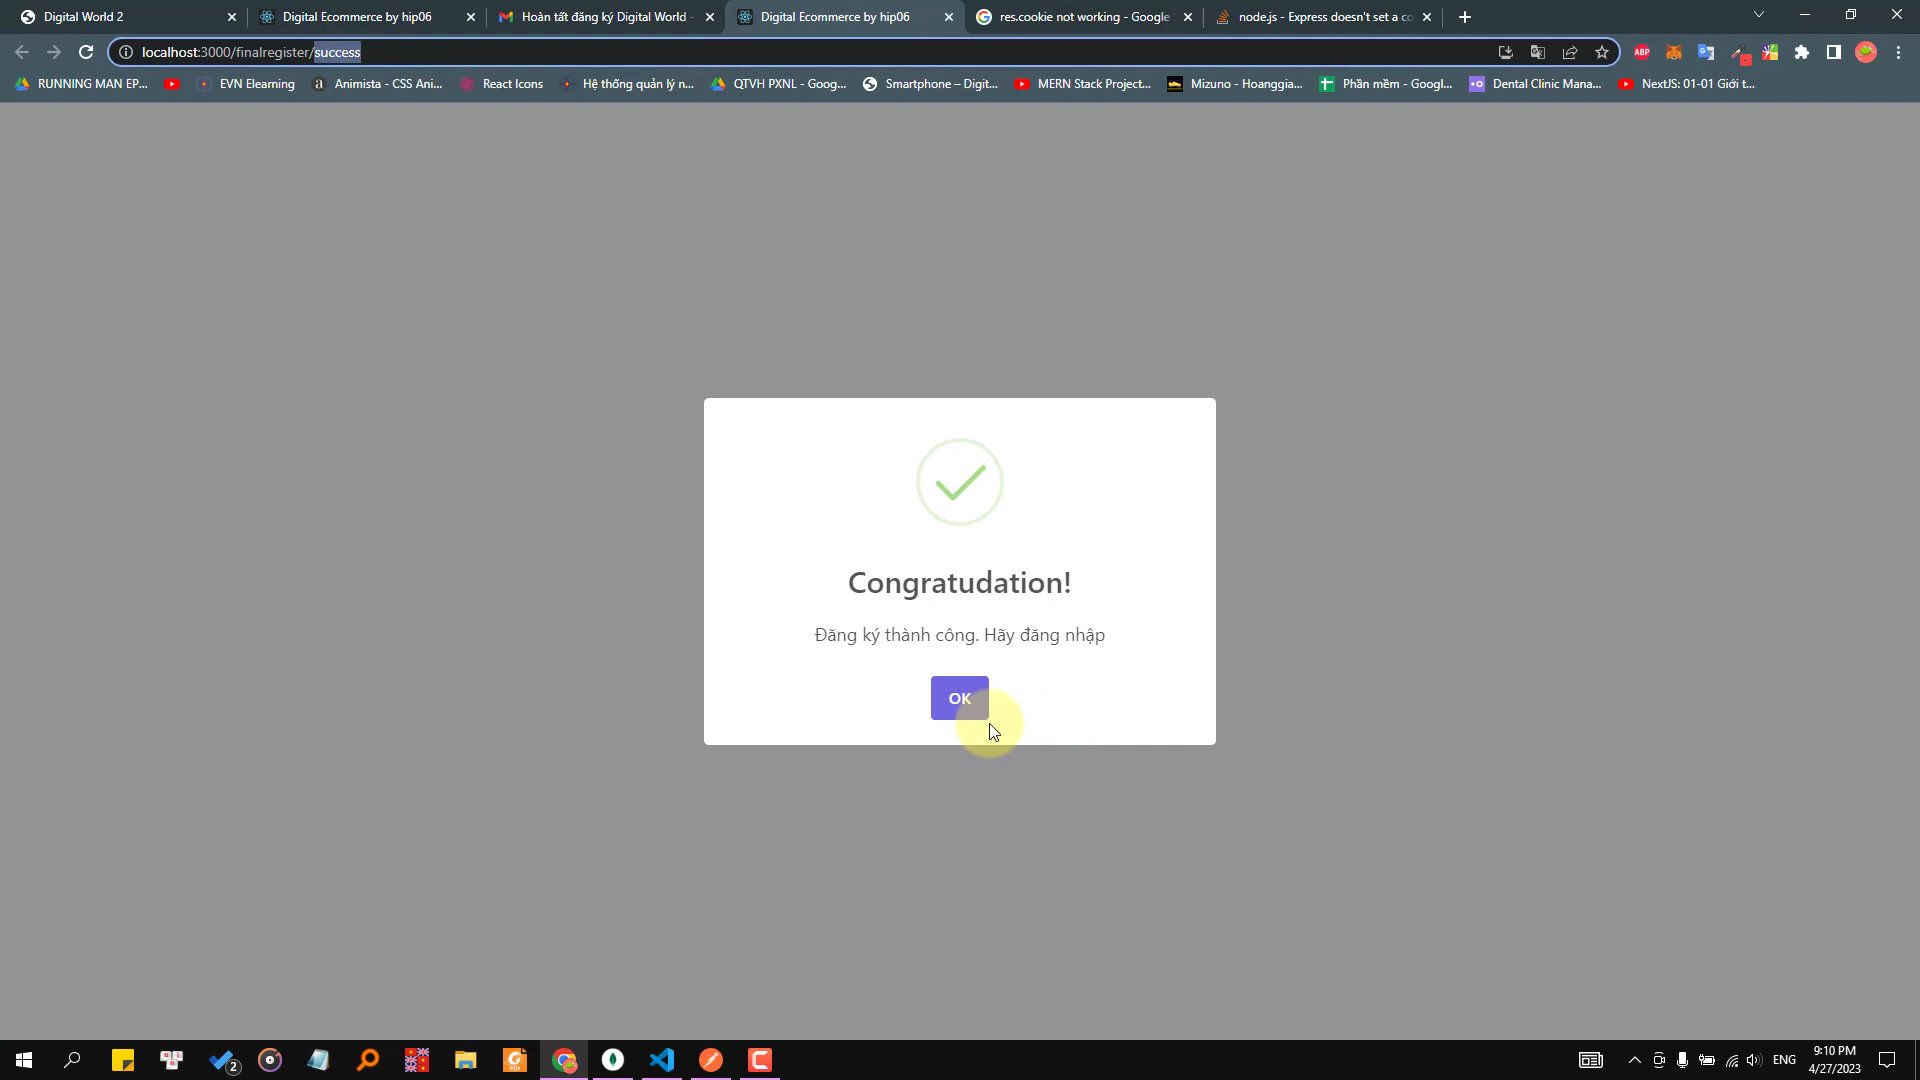 Digital World 2
Digital Ecommerce by hip06
Hoàn tất đăng ký Digital World -
Digital Ecommerce by hip06
res.cookie not working - Google
node.js - Express doesn't set a co
localhost:3000/finalregister/success
ABP
RUNNING MAN EP...
EVN Elearning
a
Animista - CSS Ani...
React Icons
Hệ thống quản lý n...
QTVH PXNL - Goog...
Smartphone – Digit...
MERN Stack Project...
Mizuno - Hoanggia...
Phần mềm - Googl...
Dental Clinic Mana...
NextJS: 01-01 Giới t...
Congratudation!
Đăng ký thành công. Hãy đăng nhập
OK
2
ENG
9:10 PM
4/27/2023